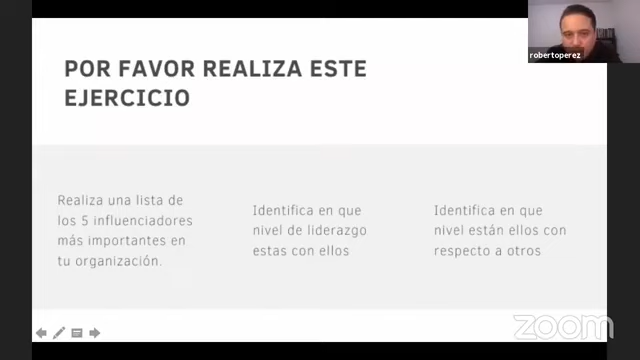 robertoperez
POR FAVOR REALIZA ESTE
EJERCICIO
Realiza una lista de
los 5 influenciadores
más importantes en
tu organización.
Identifica en que
nivel de liderazgo
estas con ellos
Identifica en que
nivel están ellos con
respecto a otros
zoom